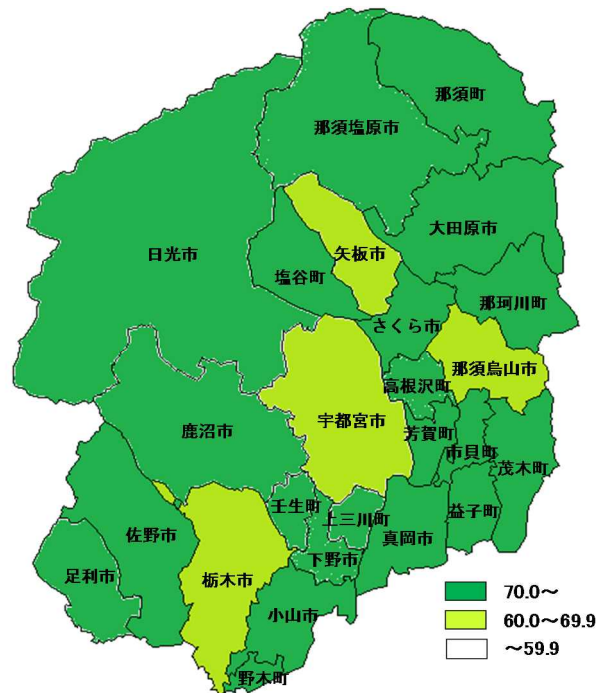 那須町
那須塩原市
大田原市
矢板市
日光市
塩谷町
那珂川町
さくら市
那須烏山市
高根沢町
宇都宮市
鹿沼市
芳賀町
市貝町
茂木町
壬生町
上三川町
益子町
佐野市
真岡市
下野市
足利市
栃木市
小山市
野木町
70.0～
60.0～69.9
～59.9